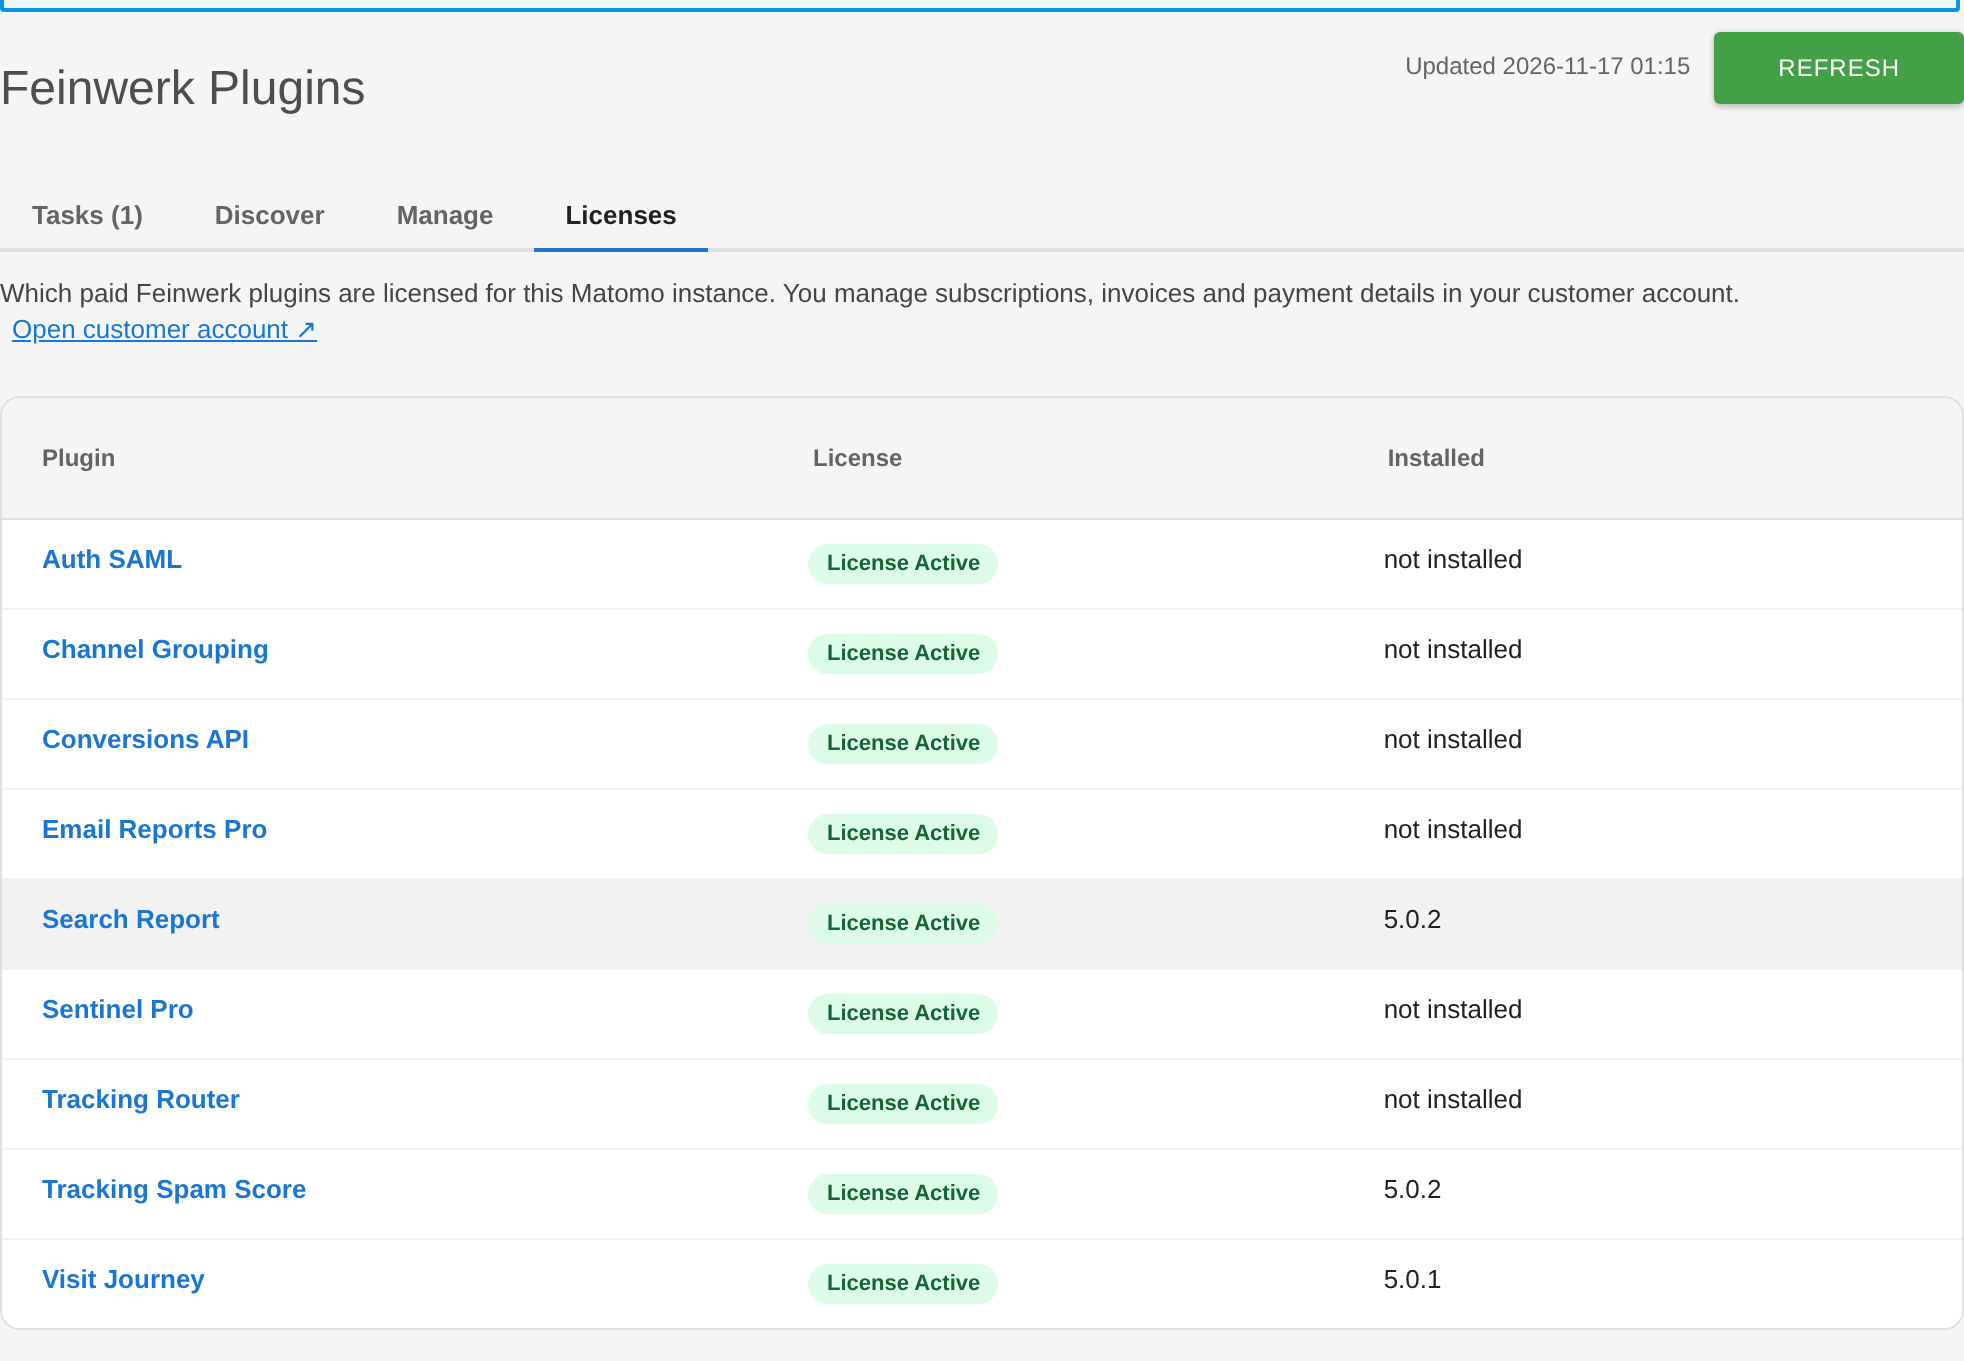 Feinwerk Plugins
Updated 2026-11-17 01:15
REFRESH
Tasks (1)
Discover
Manage
Licenses
Which paid Feinwerk plugins are licensed for this Matomo instance. You manage subscriptions, invoices and payment details in your customer account.
Open customer account ↗
Plugin License Installed
Auth SAML License Active not installed
Channel Grouping License Active not installed
Conversions API License Active not installed
Email Reports Pro License Active not installed
Search Report License Active 5.0.2
Sentinel Pro License Active not installed
Tracking Router License Active not installed
Tracking Spam Score License Active 5.0.2
Visit Journey License Active 5.0.1